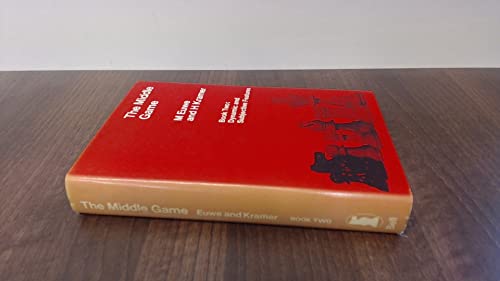 The Middle
Game
M Euwe
and H Kramer
Book Two:
Dynamic and
Subjective Features
The Middle Game Euwe and Kramer BOOK TWO Bell